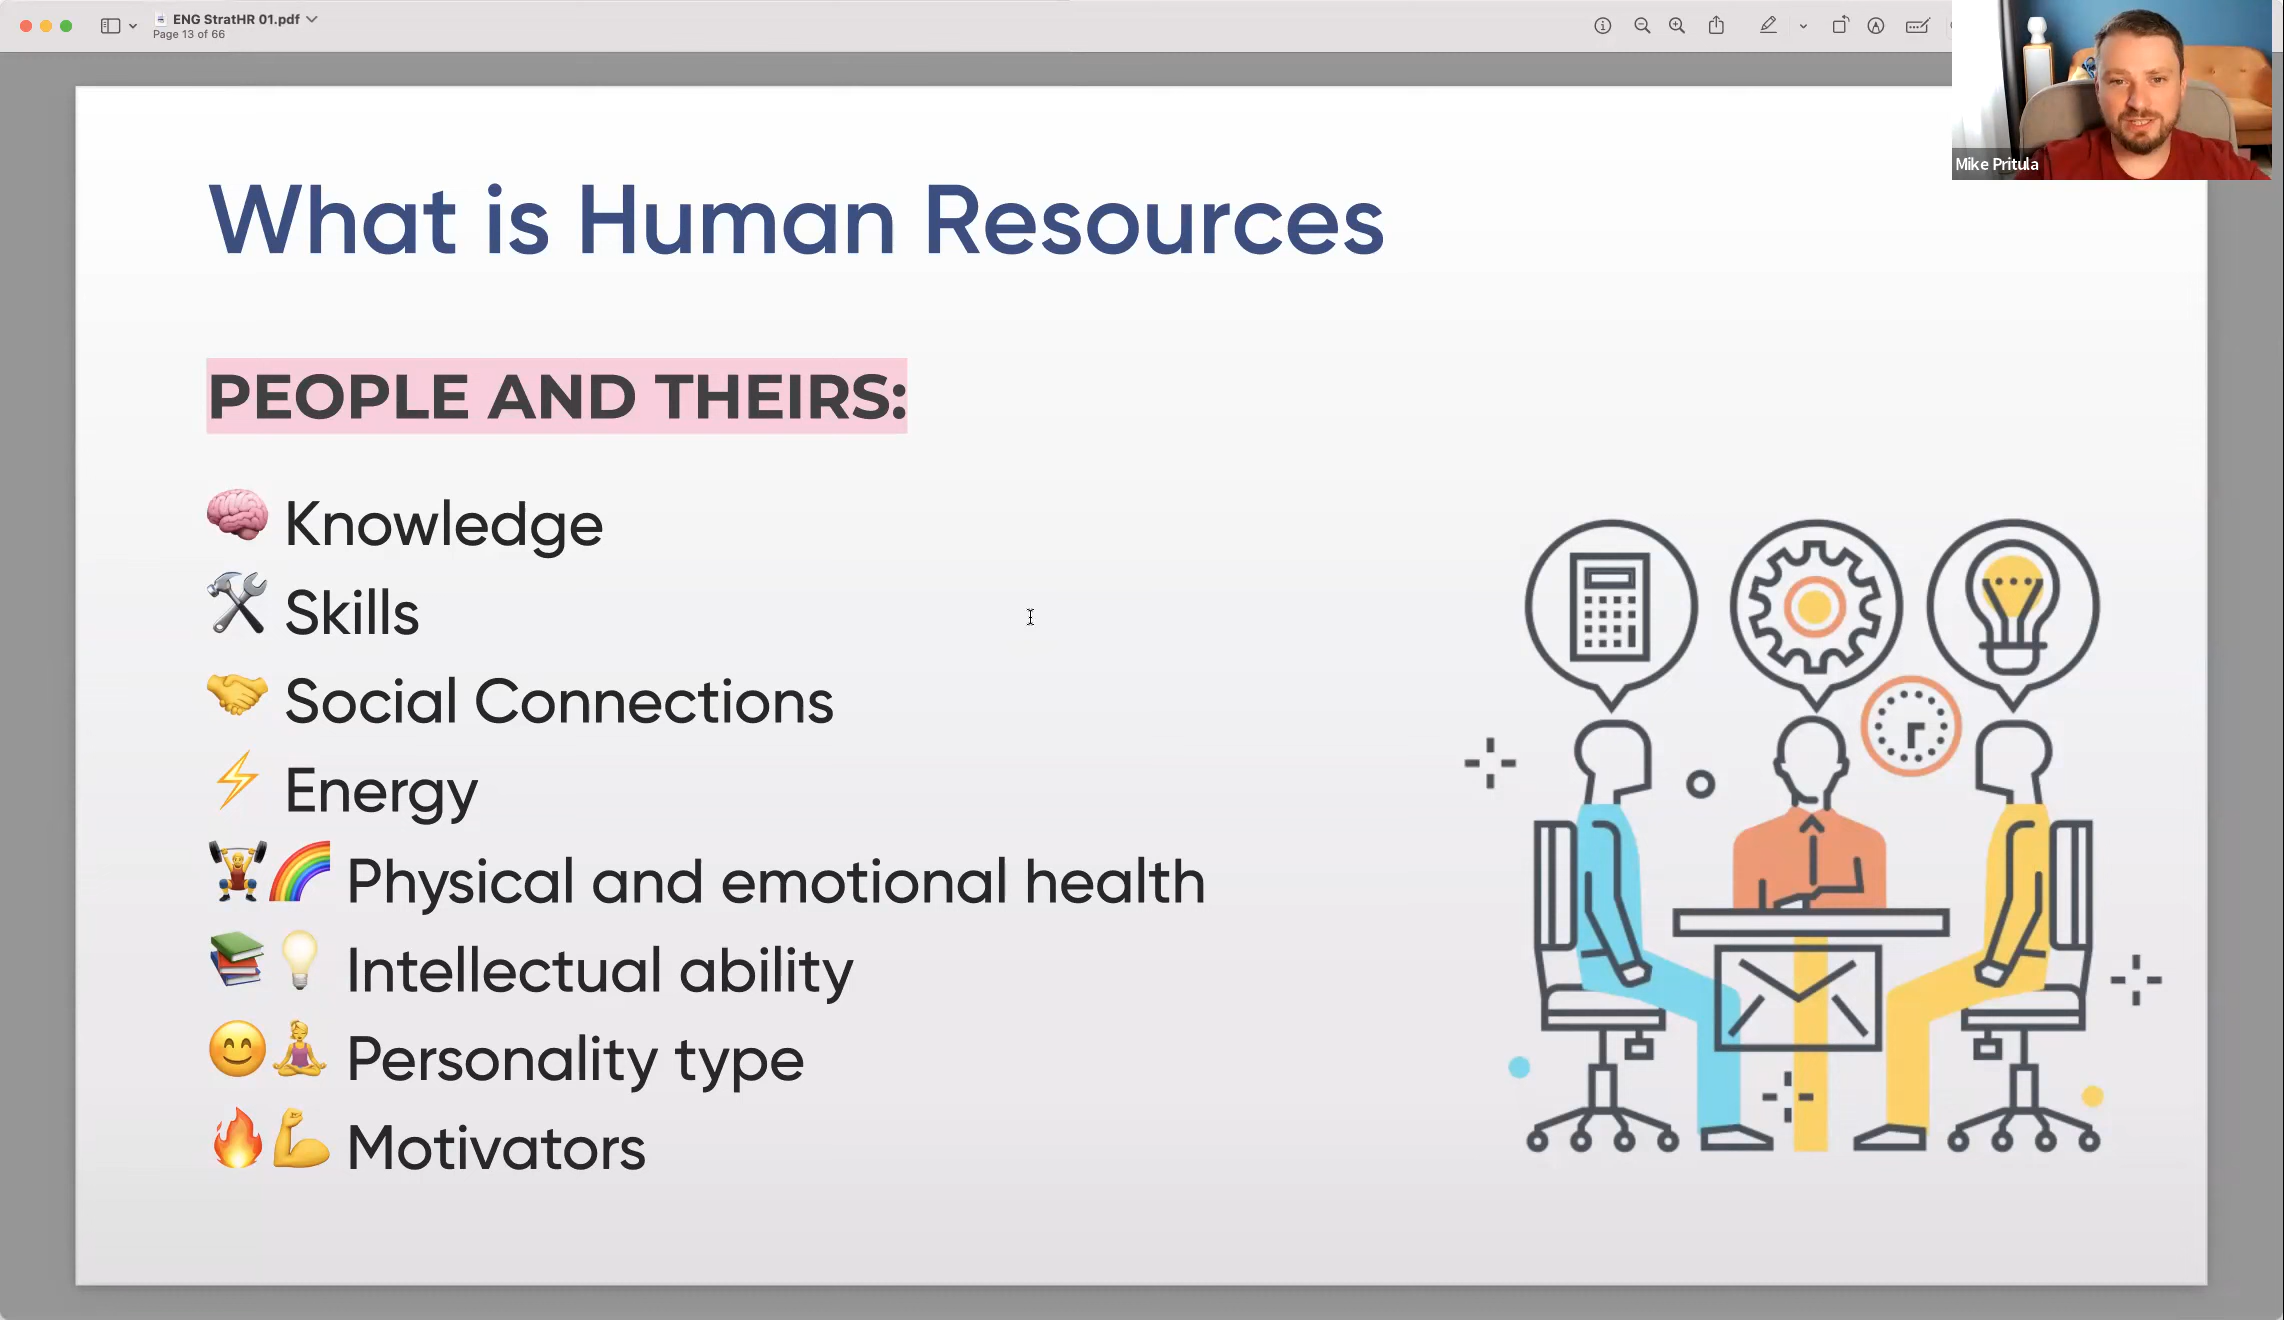 ENG StratHR 01.pdf
Page 13 of 66
Mike Pritula
What is Human Resources
PEOPLE AND THEIRS:
Knowledge
Skills
Social Connections
Energy
Physical and emotional health
Intellectual ability
Personality type
Motivators